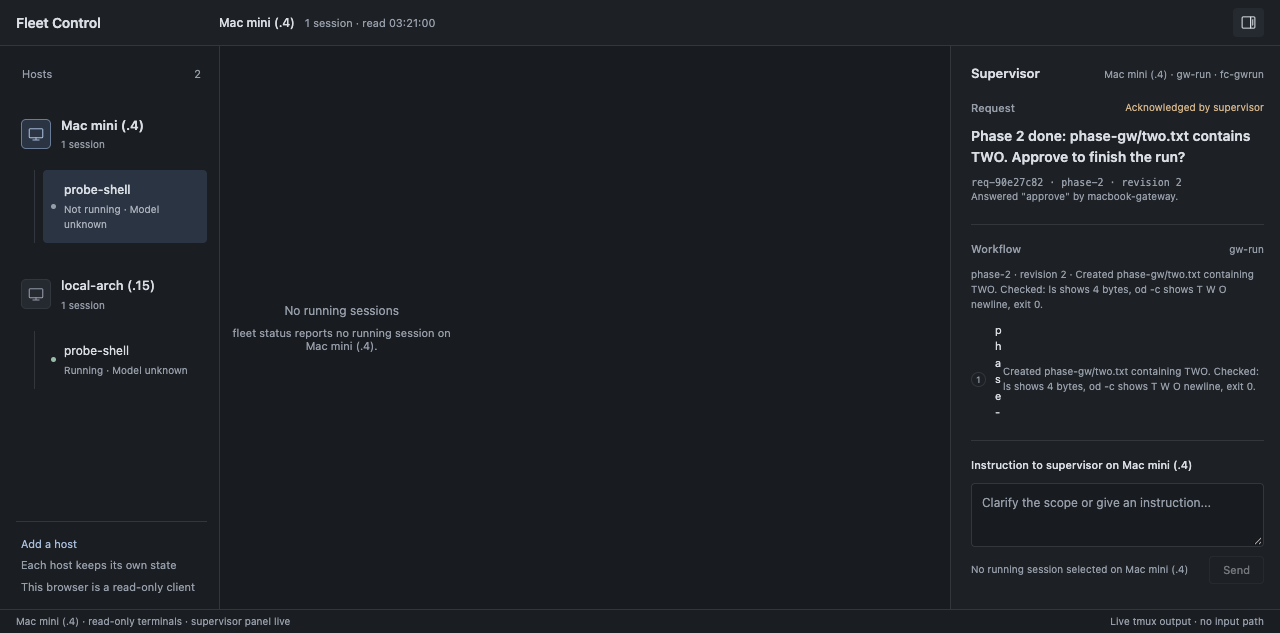 Fleet Control
Mac mini (.4) 1 session · read 03:21:00
Hosts 2
Mac mini (.4)
1 session
probe-shell
Not running · Model
unknown
local-arch (.15)
1 session
probe-shell
Running · Model unknown
Add a host
Each host keeps its own state
This browser is a read-only client
No running sessions
fleet status reports no running session on
Mac mini (.4).
Supervisor Mac mini (.4) · gw-run · fc-gwrun
Request Acknowledged by supervisor
Phase 2 done: phase-gw/two.txt contains
TWO. Approve to finish the run?
req-90e27c82 · phase-2 · revision 2
Answered "approve" by macbook-gateway.
Workflow gw-run
phase-2 · revision 2 · Created phase-gw/two.txt containing
TWO. Checked: ls shows 4 bytes, od -c shows T W O
newline, exit 0.
1
p
h
a
s
e
-
Created phase-gw/two.txt containing TWO. Checked:
ls shows 4 bytes, od -c shows T W O newline, exit 0.
Instruction to supervisor on Mac mini (.4)
Clarify the scope or give an instruction...
No running session selected on Mac mini (.4) Send
Mac mini (.4) · read-only terminals · supervisor panel live
Live tmux output · no input path